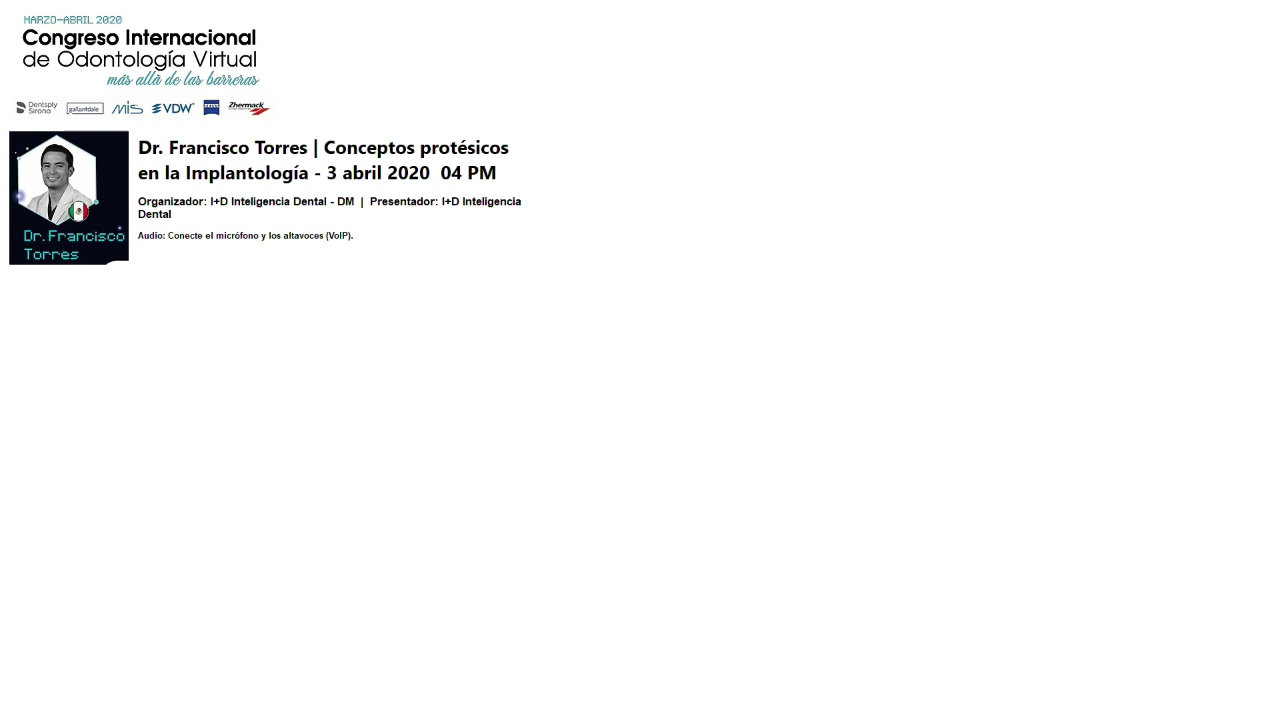 MARZO-ABRIL 2020
Congreso Internacional
de Odontología Virtual
más allá de las barreras
Dentsply
Sirona
gallantdale
MIS
VDW
ZEISS
Zhermack
Dr. Francisco Torres | Conceptos protésicos
en la Implantología - 3 abril 2020 04 PM
Organizador: I+D Inteligencia Dental - DM | Presentador: I+D Inteligencia
Dental
Audio: Conecte el micrófono y los altavoces (VoIP).
Dr. Francisco
Torres